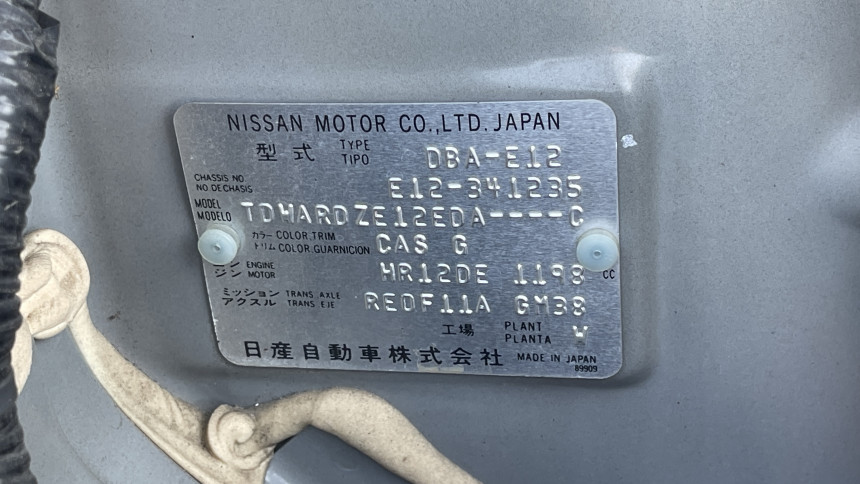 NISSAN MOTOR CO.,LTD. JAPAN
型式 TYPE TIPO DBA-E12
CHASSIS NO
NO DE CHASIS E12-341235
MODEL
MODELO TDHARDZE12EDA----C
カラー COLOR, TRIM
トリム COLOR, GUARNICION CAS G
ン ENGINE
ジン MOTOR HR12DE 1198 CC
ミッション TRANS. AXLE
アクスル TRANS. EJE RE0F11A GM38
工場 PLANT
PLANTA W
日産自動車株式会社 MADE IN JAPAN
89909